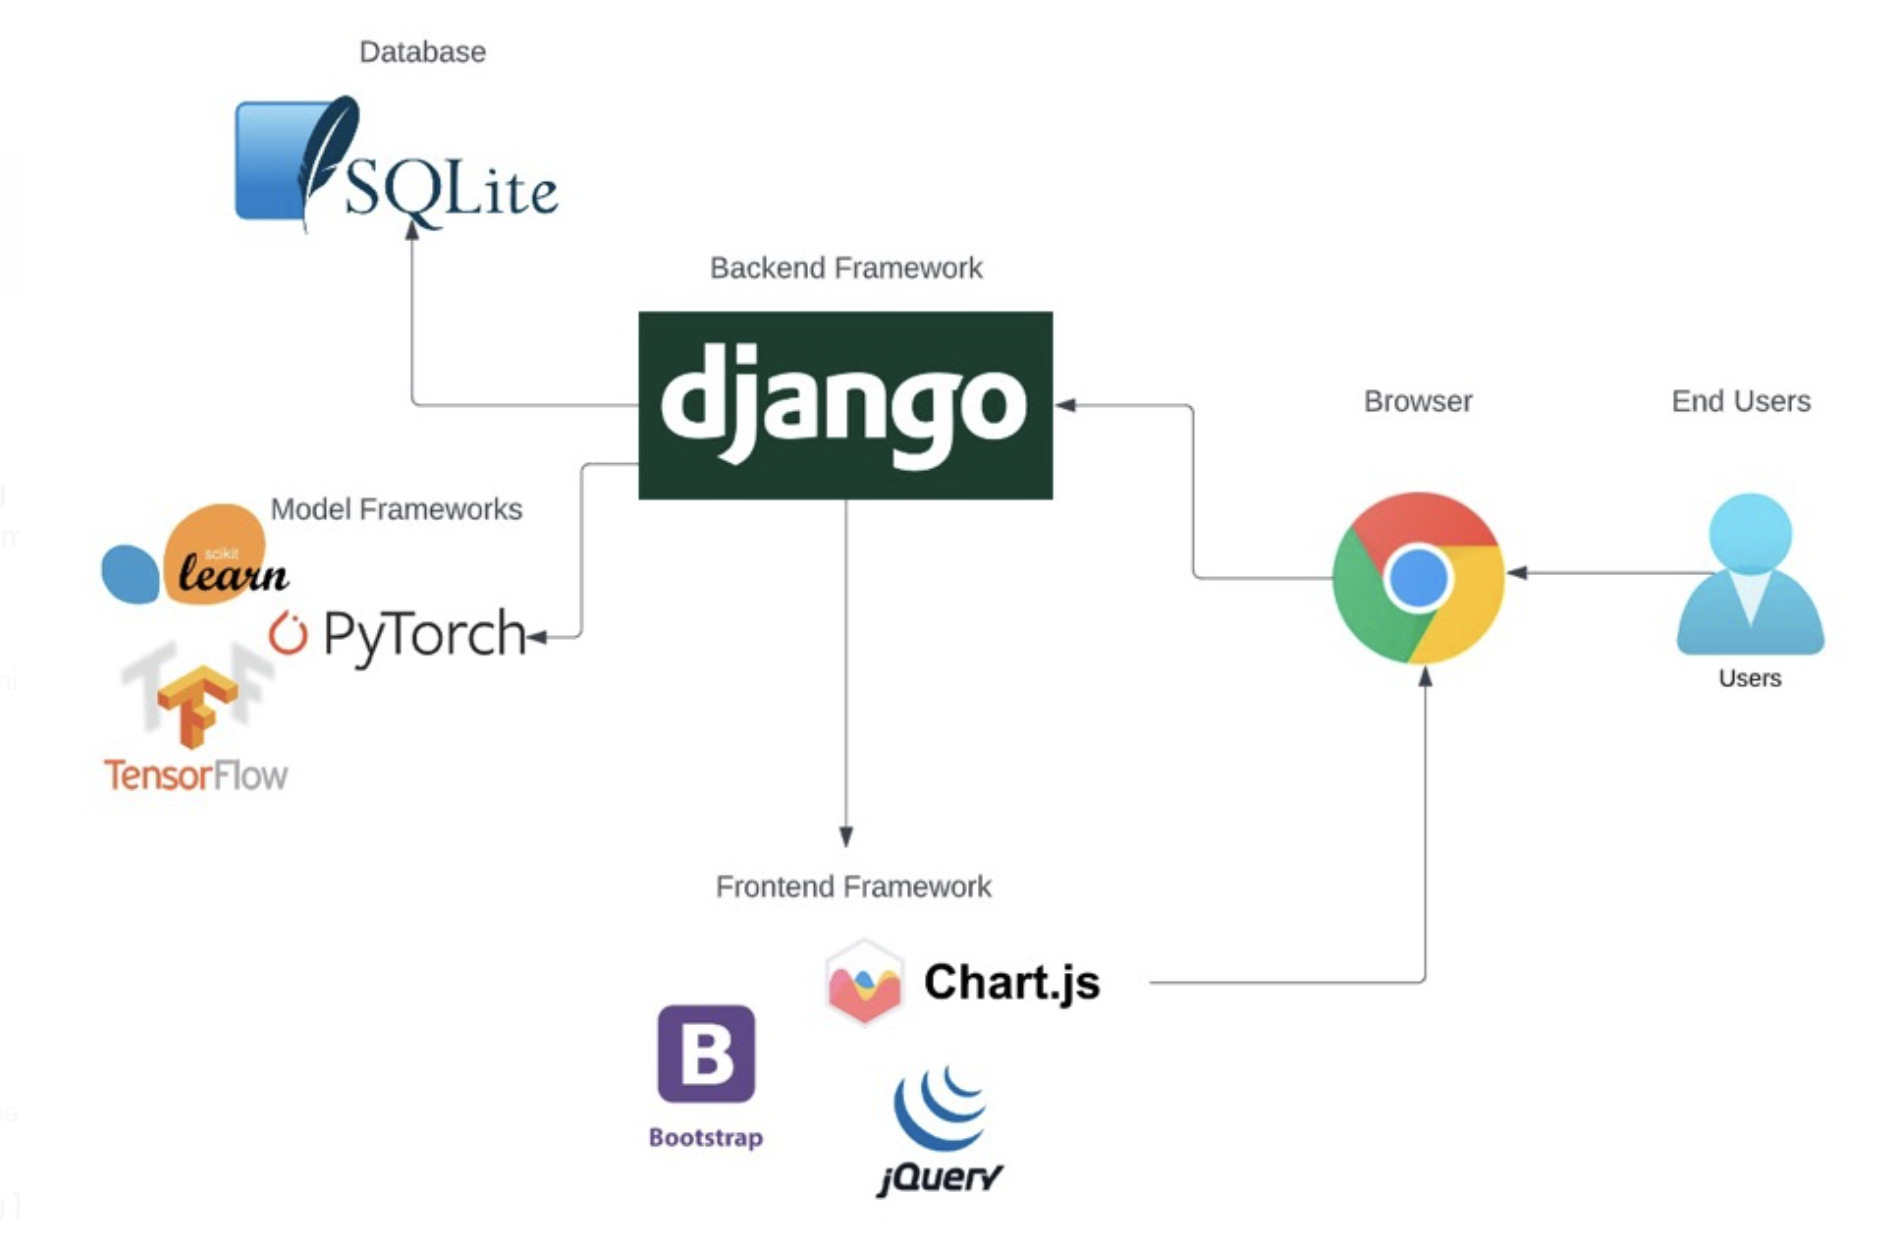 Database
SQLite
Backend Framework
django
Browser
End Users
Model Frameworks
scikit
learn
PyTorch
TF
TensorFlow
Users
Frontend Framework
Chart.js
B
Bootstrap
jQuery